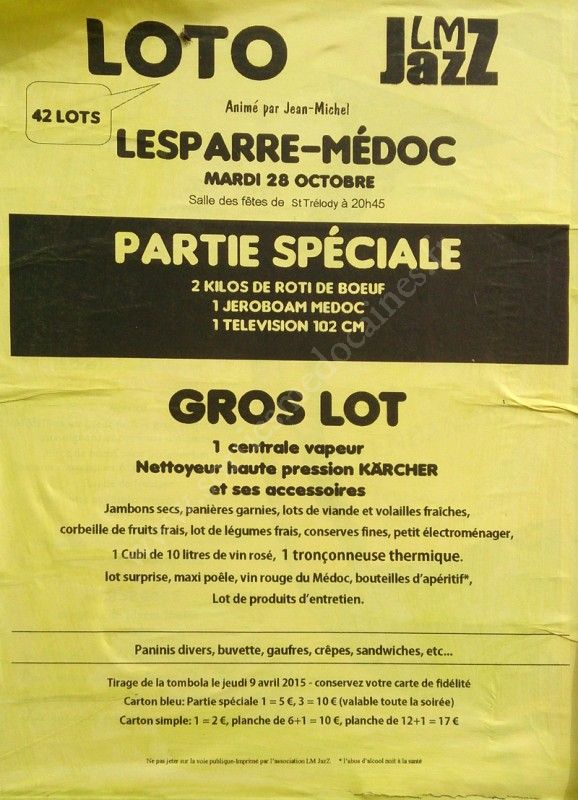 LOTO
LM JazZ
42 LOTS
Animé par Jean-Michel
LESPARRE-MÉDOC
MARDI 28 OCTOBRE
Salle des fêtes de St Trélody à 20h45
PARTIE SPÉCIALE
2 KILOS DE ROTI DE BOEUF
1 JEROBOAM MEDOC
1 TELEVISION 102 CM
GROS LOT
1 centrale vapeur
Nettoyeur haute pression KÄRCHER
et ses accessoires
Jambons secs, panières garnies, lots de viande et volailles fraîches,
corbeille de fruits frais, lot de légumes frais, conserves fines, petit électroménager,
1 Cubi de 10 litres de vin rosé, 1 tronçonneuse thermique.
lot surprise, maxi poêle, vin rouge du Médoc, bouteilles d'apéritif*,
Lot de produits d'entretien.
Paninis divers, buvette, gaufres, crêpes, sandwiches, etc...
Tirage de la tombola le jeudi 9 avril 2015 - conservez votre carte de fidélité
Carton bleu: Partie spéciale 1 = 5 €, 3 = 10 € (valable toute la soirée)
Carton simple: 1 = 2 €, planche de 6+1 = 10 €, planche de 12+1 = 17 €
Ne pas jeter sur la voie publique-Imprimé par l'association LM JazZ. * l'abus d'alcool nuit à la santé